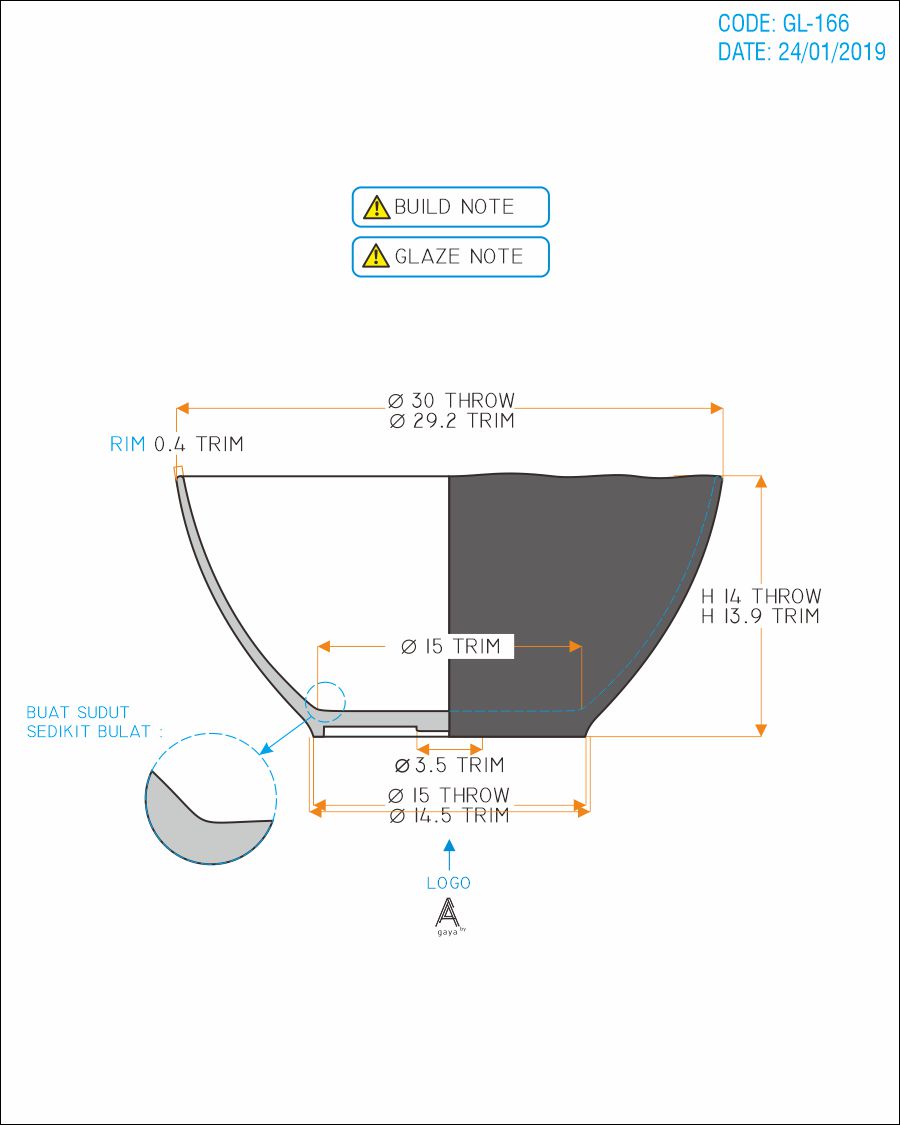 CODE: GL-166
DATE: 24/01/2019
BUILD NOTE
GLAZE NOTE
Ø 30 THROW
Ø 29.2 TRIM
RIM 0.4 TRIM
H 14 THROW
H 13.9 TRIM
Ø 15 TRIM
BUAT SUDUT
SEDIKIT BULAT :
Ø 3.5 TRIM
Ø 15 THROW
Ø 14.5 TRIM
LOGO
gaya by